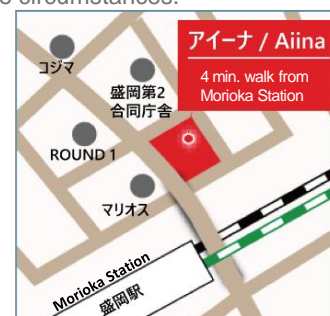 circumstances.
コジマ
アイーナ / Aiina
4 min. walk from
Morioka Station
盛岡第2
合同庁舎
ROUND 1
マリオス
Morioka Station
盛岡駅